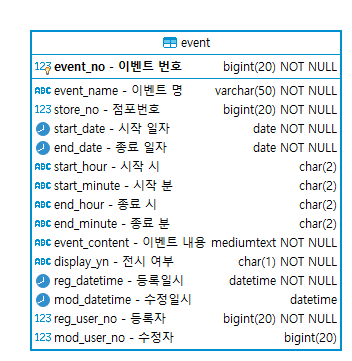 event
123 event_no - 이벤트 번호 bigint(20) NOT NULL
ABC event_name - 이벤트 명 varchar(50) NOT NULL
123 store_no - 점포번호 bigint(20) NOT NULL
start_date - 시작 일자 date NOT NULL
end_date - 종료 일자 date NOT NULL
ABC start_hour - 시작 시 char(2)
ABC start_minute - 시작 분 char(2)
ABC end_hour - 종료 시 char(2)
ABC end_minute - 종료 분 char(2)
ABC event_content - 이벤트 내용 mediumtext NOT NULL
ABC display_yn - 전시 여부 char(1) NOT NULL
reg_datetime - 등록일시 datetime NOT NULL
mod_datetime - 수정일시 datetime
123 reg_user_no - 등록자 bigint(20) NOT NULL
123 mod_user_no - 수정자 bigint(20)